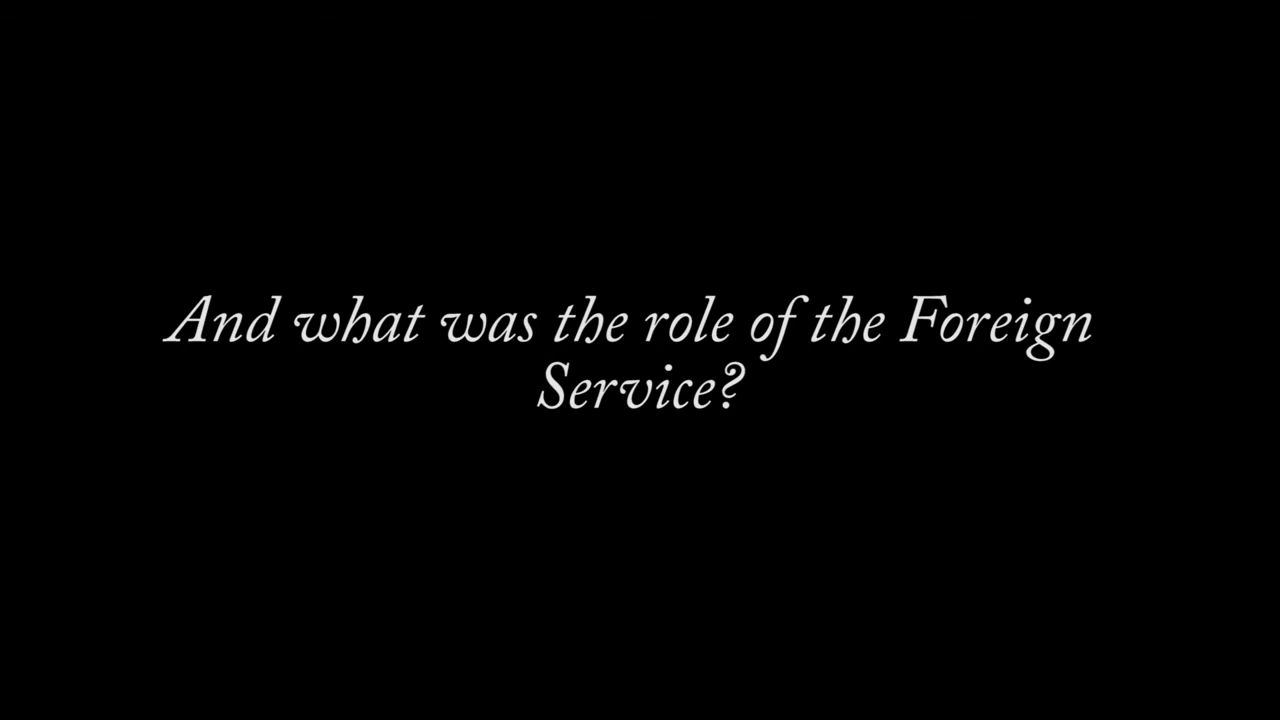 And what was the role of the Foreign
Service?